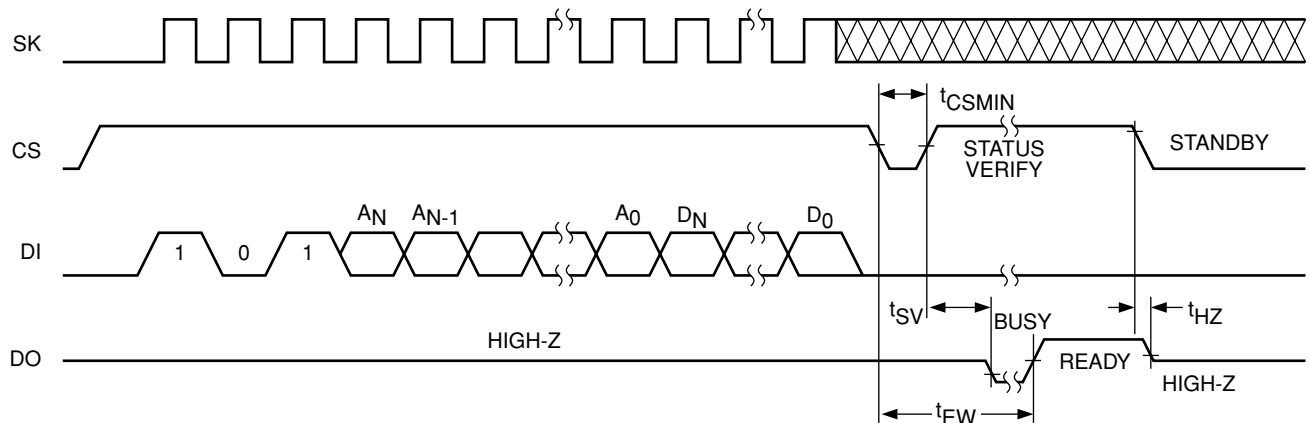 SK
tCSMIN
CS
STATUS
VERIFY
STANDBY
AN AN-1 A0 DN D0
DI
1 0 1
tSV
BUSY
tHZ
HIGH-Z
DO
READY
HIGH-Z
tEW